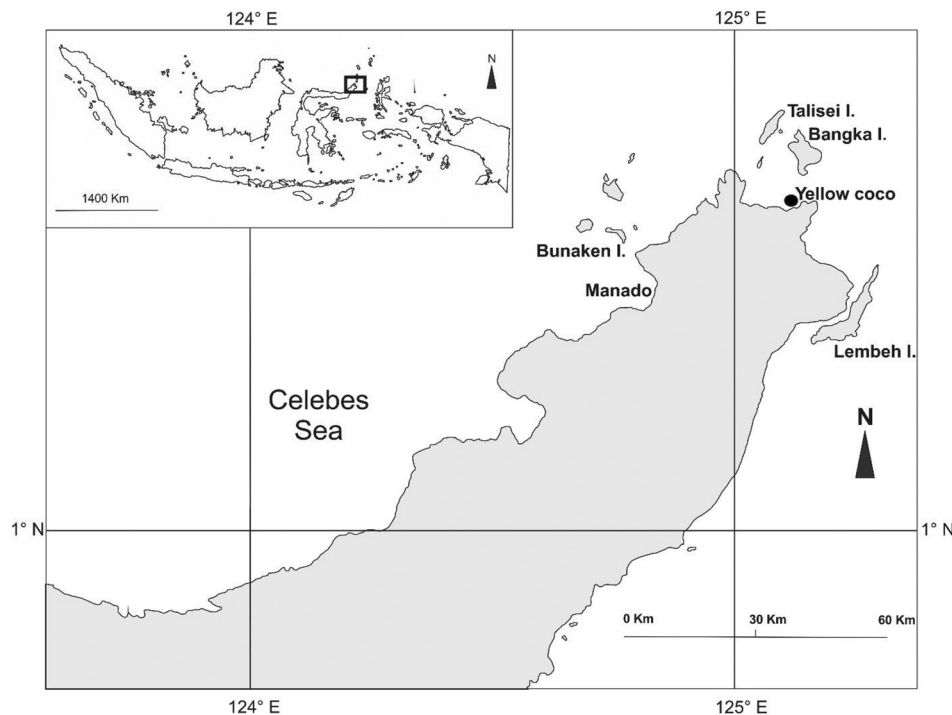 124° E
125° E
N
1400 Km
Talisei I.
Bangka I.
Yellow coco
Bunaken I.
Manado
Lembeh I.
Celebes
Sea
N
1° N
1° N
0 Km
30 Km
60 Km
124° E
125° E